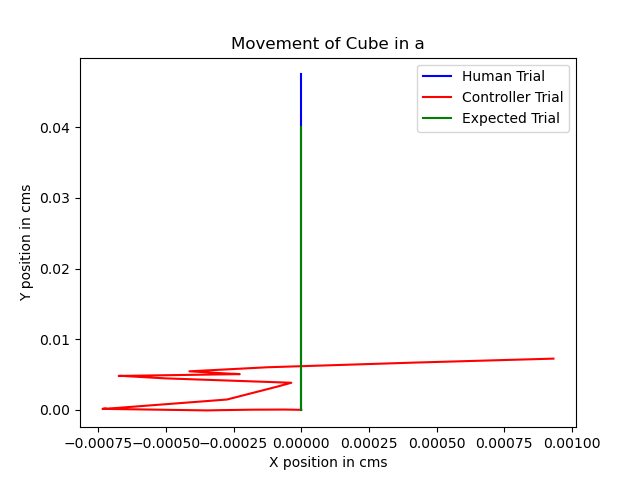 Movement of Cube in a
Human Trial
Controller Trial
Expected Trial
Y position in cms
0.04
0.03
0.02
0.01
0.00
−0.00075 −0.00050 −0.00025 0.00000 0.00025 0.00050 0.00075 0.00100
X position in cms